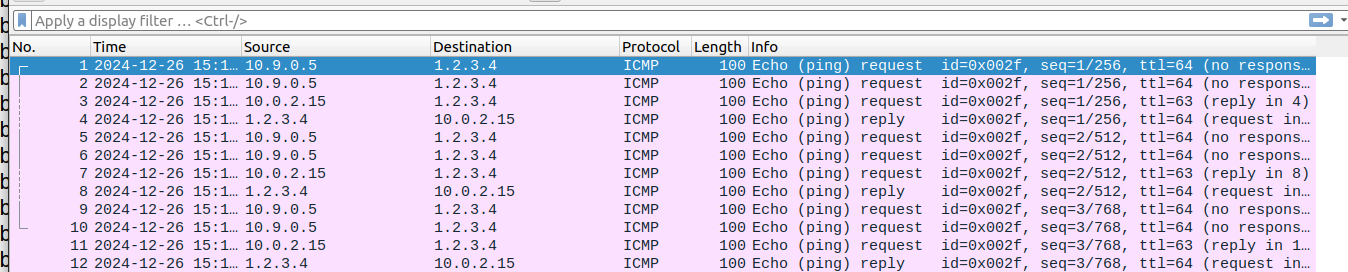 Apply a display filter … <Ctrl-/>
No. Time Source Destination Protocol Length Info
1 2024-12-26 15:1… 10.9.0.5 1.2.3.4 ICMP 100 Echo (ping) request id=0x002f, seq=1/256, ttl=64 (no respons…
2 2024-12-26 15:1… 10.9.0.5 1.2.3.4 ICMP 100 Echo (ping) request id=0x002f, seq=1/256, ttl=64 (no respons…
3 2024-12-26 15:1… 10.0.2.15 1.2.3.4 ICMP 100 Echo (ping) request id=0x002f, seq=1/256, ttl=63 (reply in 4)
4 2024-12-26 15:1… 1.2.3.4 10.0.2.15 ICMP 100 Echo (ping) reply id=0x002f, seq=1/256, ttl=64 (request in…
5 2024-12-26 15:1… 10.9.0.5 1.2.3.4 ICMP 100 Echo (ping) request id=0x002f, seq=2/512, ttl=64 (no respons…
6 2024-12-26 15:1… 10.9.0.5 1.2.3.4 ICMP 100 Echo (ping) request id=0x002f, seq=2/512, ttl=64 (no respons…
7 2024-12-26 15:1… 10.0.2.15 1.2.3.4 ICMP 100 Echo (ping) request id=0x002f, seq=2/512, ttl=63 (reply in 8)
8 2024-12-26 15:1… 1.2.3.4 10.0.2.15 ICMP 100 Echo (ping) reply id=0x002f, seq=2/512, ttl=64 (request in…
9 2024-12-26 15:1… 10.9.0.5 1.2.3.4 ICMP 100 Echo (ping) request id=0x002f, seq=3/768, ttl=64 (no respons…
10 2024-12-26 15:1… 10.9.0.5 1.2.3.4 ICMP 100 Echo (ping) request id=0x002f, seq=3/768, ttl=64 (no respons…
11 2024-12-26 15:1… 10.0.2.15 1.2.3.4 ICMP 100 Echo (ping) request id=0x002f, seq=3/768, ttl=63 (reply in 1…
12 2024-12-26 15:1… 1.2.3.4 10.0.2.15 ICMP 100 Echo (ping) reply id=0x002f, seq=3/768, ttl=64 (request in…